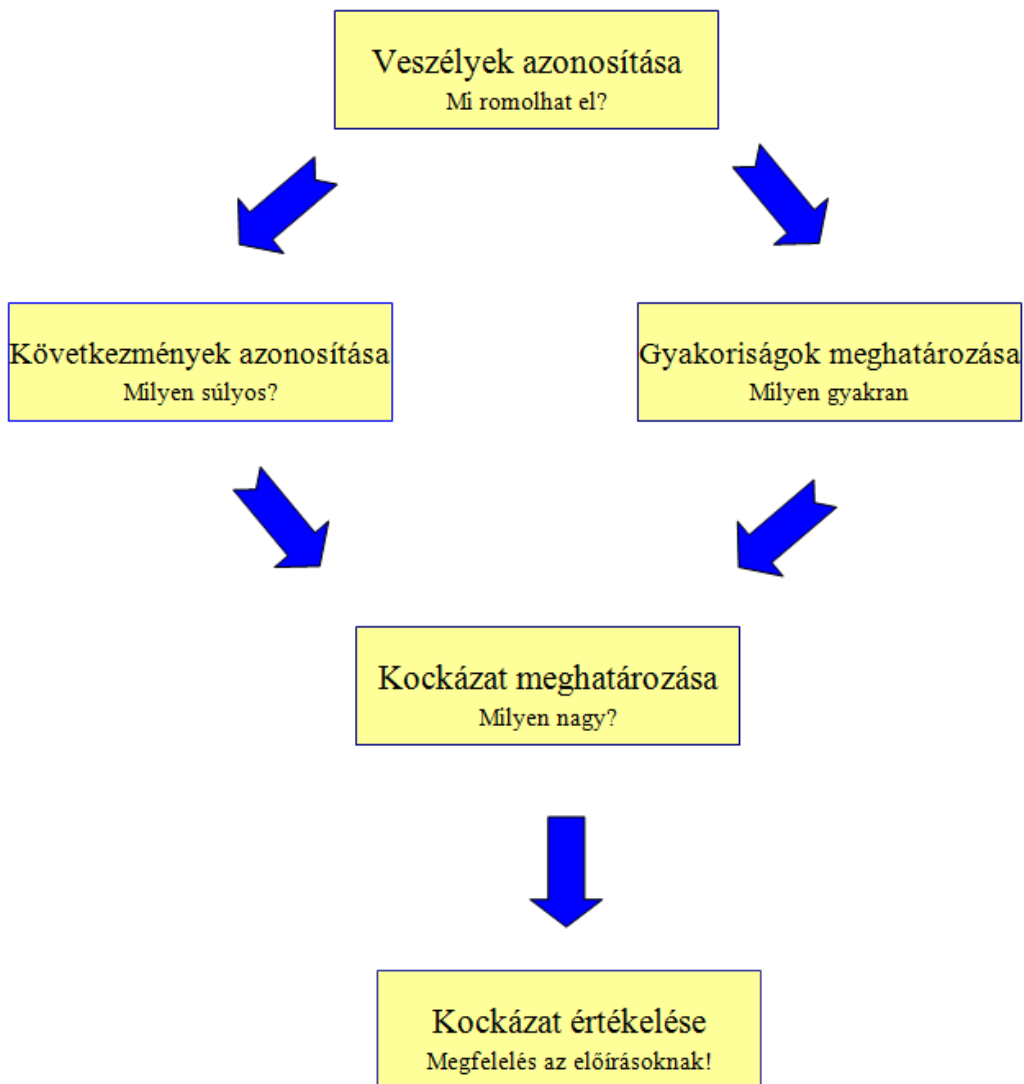 Veszélyek azonosítása
Mi romolhat el?
Következmények azonosítása
Milyen súlyos?
Gyakoriságok meghatározása
Milyen gyakran
Kockázat meghatározása
Milyen nagy?
Kockázat értékelése
Megfelelés az előírásoknak!